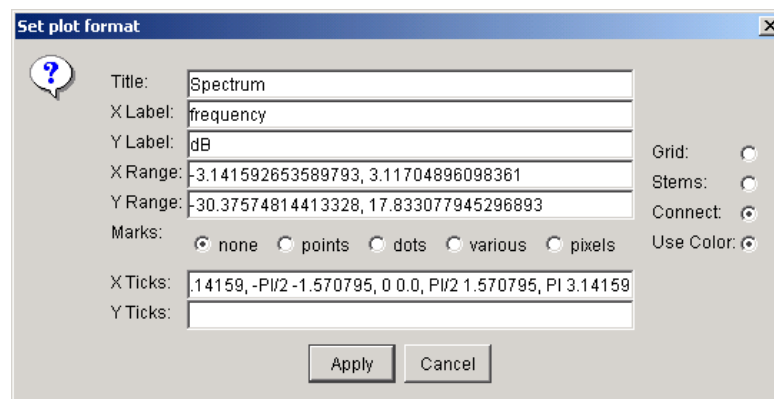 Set plot format
Title: Spectrum
X Label: frequency
Y Label: dB
X Range: -3.141592653589793, 3.11704896098361
Y Range: -30.37574814413328, 17.833077945296893
Marks: none points dots various pixels
X Ticks: .14159, -PI/2 -1.570795, 0 0.0, PI/2 1.570795, PI 3.14159
Y Ticks:
Grid:
Stems:
Connect:
Use Color:
Apply Cancel